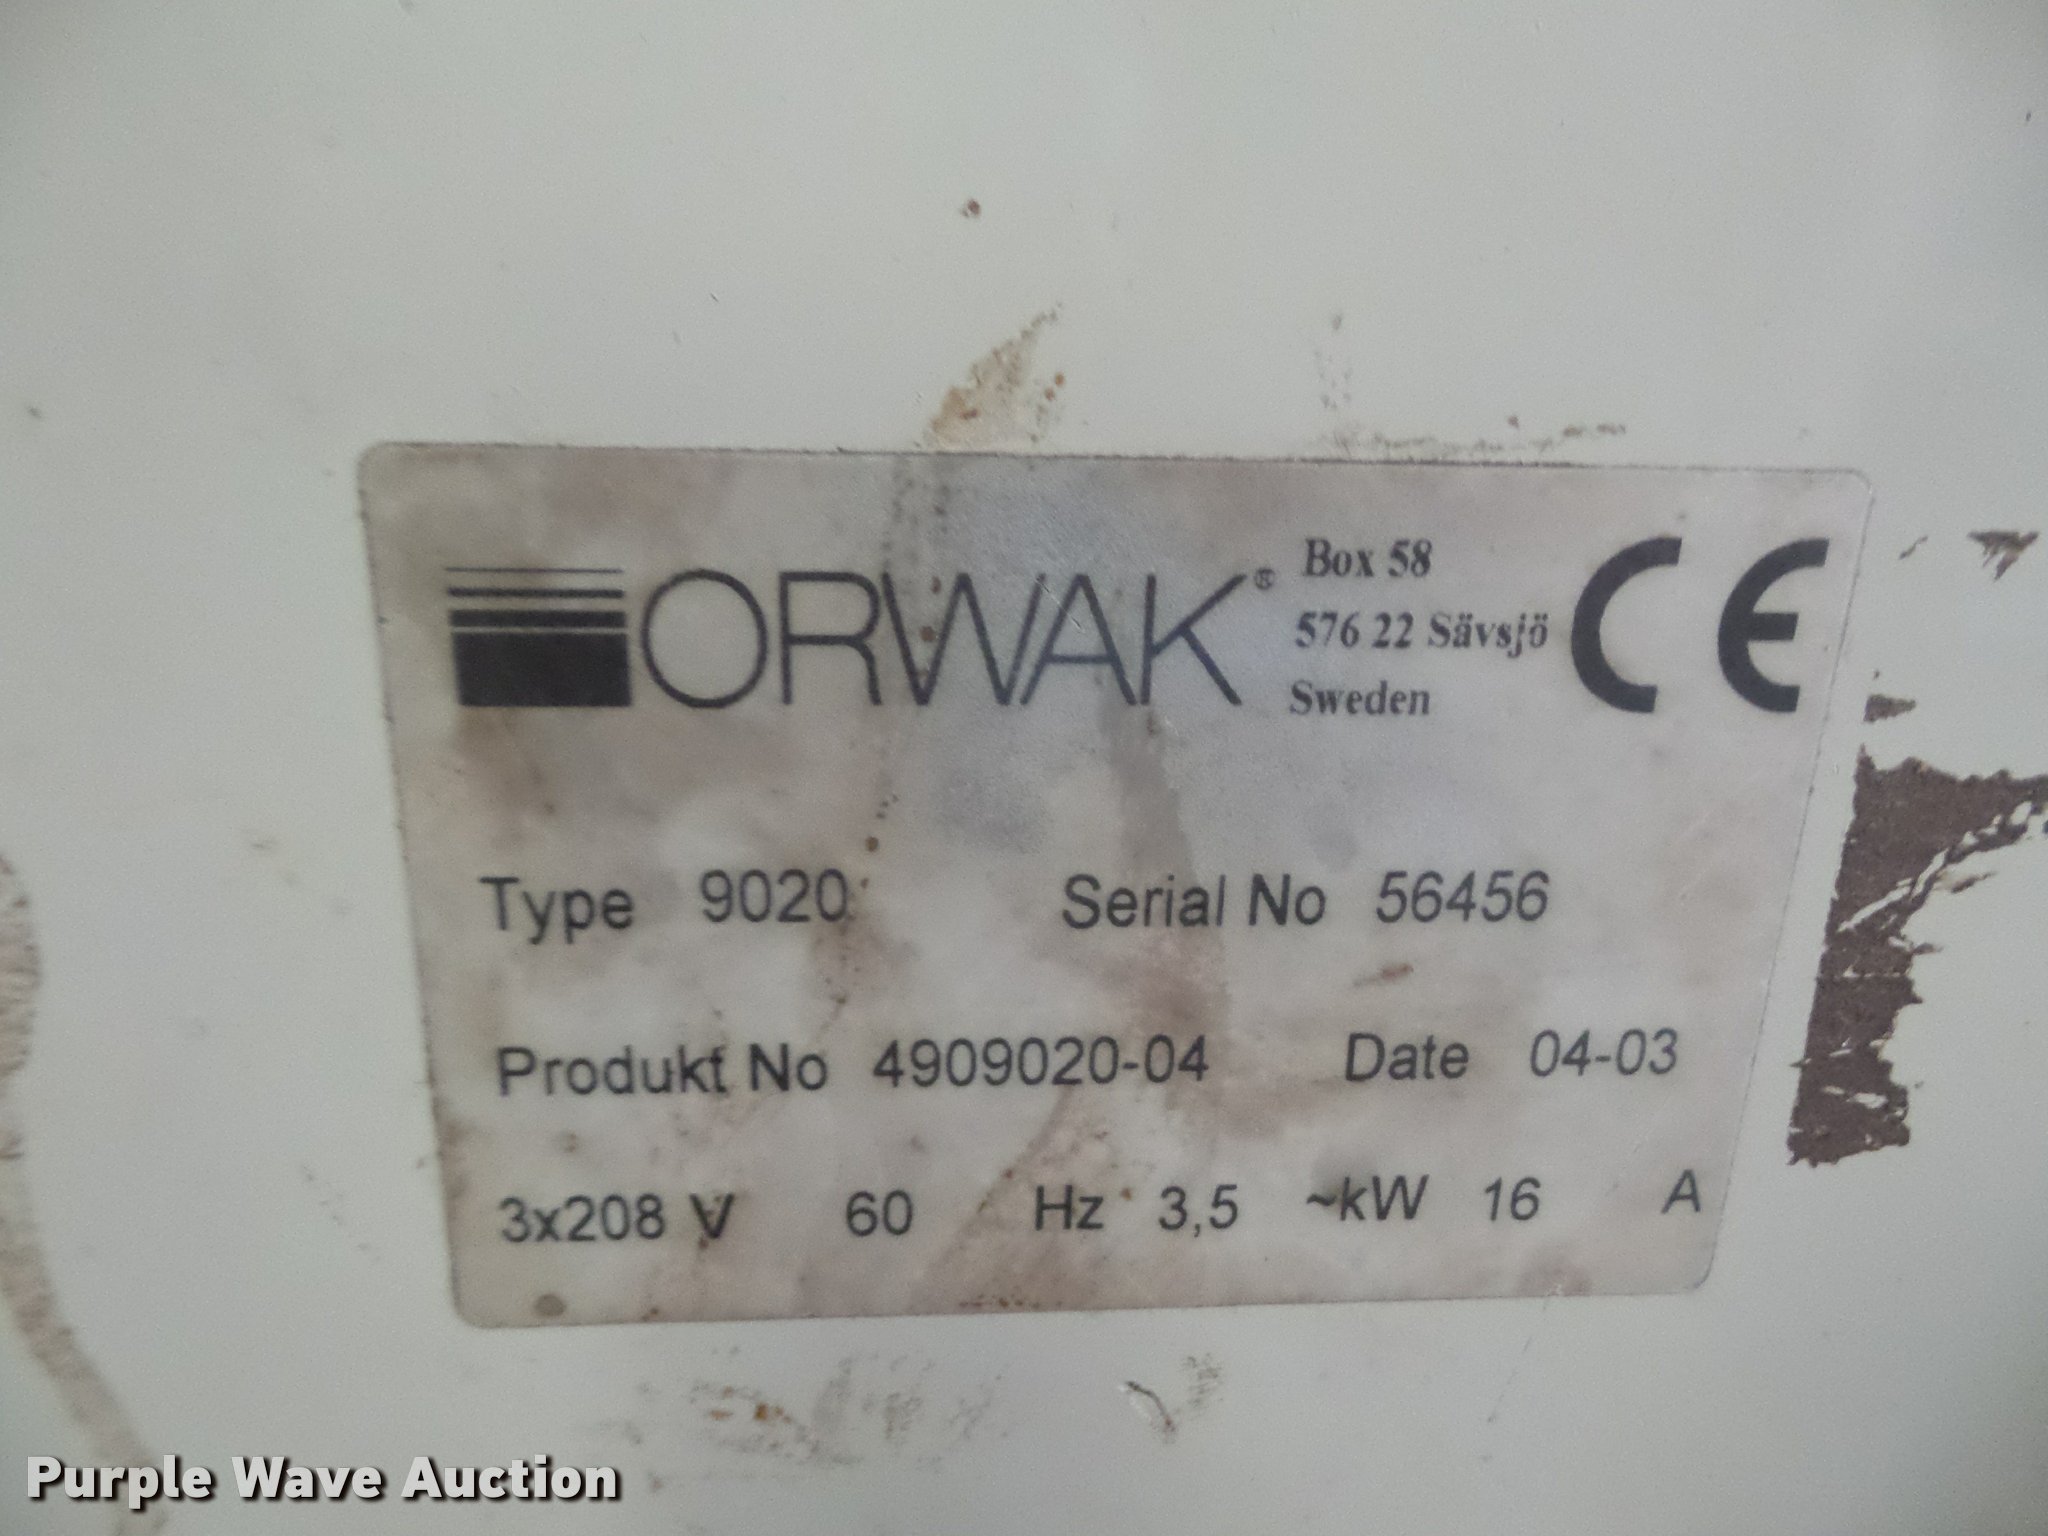 ORWAK®
Box 58
576 22 Sävsjö
Sweden
CE
Type 9020 Serial No 56456
Produkt No 4909020-04 Date 04-03
3x208 V 60 Hz 3,5 ~kW 16 A
Purple Wave Auction